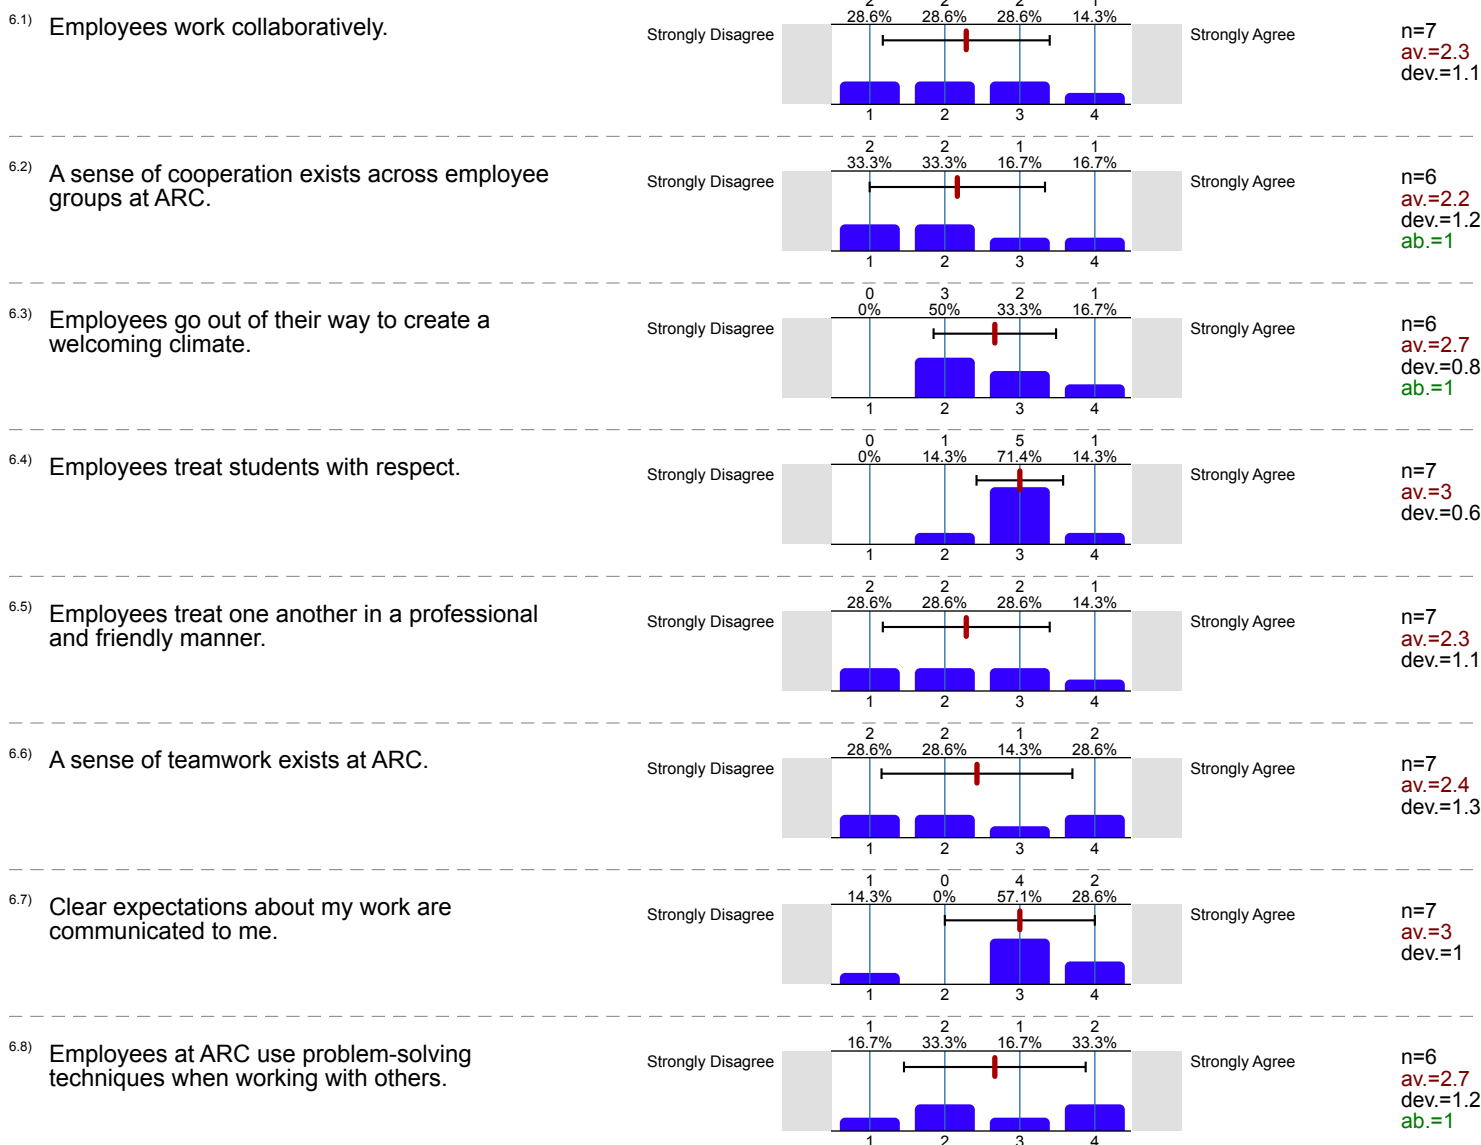 2 2 2 1
28.6% 28.6% 28.6% 14.3%
6.1) Employees work collaboratively.
Strongly Disagree
Strongly Agree
n=7
av.=2.3
dev.=1.1
1 2 3 4
2 2 1 1
33.3% 33.3% 16.7% 16.7%
6.2) A sense of cooperation exists across employee
groups at ARC.
Strongly Disagree
Strongly Agree
n=6
av.=2.2
dev.=1.2
ab.=1
1 2 3 4
0 3 2 1
0% 50% 33.3% 16.7%
6.3) Employees go out of their way to create a
welcoming climate.
Strongly Disagree
Strongly Agree
n=6
av.=2.7
dev.=0.8
ab.=1
1 2 3 4
0 1 5 1
0% 14.3% 71.4% 14.3%
6.4) Employees treat students with respect.
Strongly Disagree
Strongly Agree
n=7
av.=3
dev.=0.6
1 2 3 4
2 2 2 1
28.6% 28.6% 28.6% 14.3%
6.5) Employees treat one another in a professional
and friendly manner.
Strongly Disagree
Strongly Agree
n=7
av.=2.3
dev.=1.1
1 2 3 4
2 2 1 2
28.6% 28.6% 14.3% 28.6%
6.6) A sense of teamwork exists at ARC.
Strongly Disagree
Strongly Agree
n=7
av.=2.4
dev.=1.3
1 2 3 4
1 0 4 2
14.3% 0% 57.1% 28.6%
6.7) Clear expectations about my work are
communicated to me.
Strongly Disagree
Strongly Agree
n=7
av.=3
dev.=1
1 2 3 4
1 2 1 2
16.7% 33.3% 16.7% 33.3%
6.8) Employees at ARC use problem-solving
techniques when working with others.
Strongly Disagree
Strongly Agree
n=6
av.=2.7
dev.=1.2
ab.=1
1 2 3 4